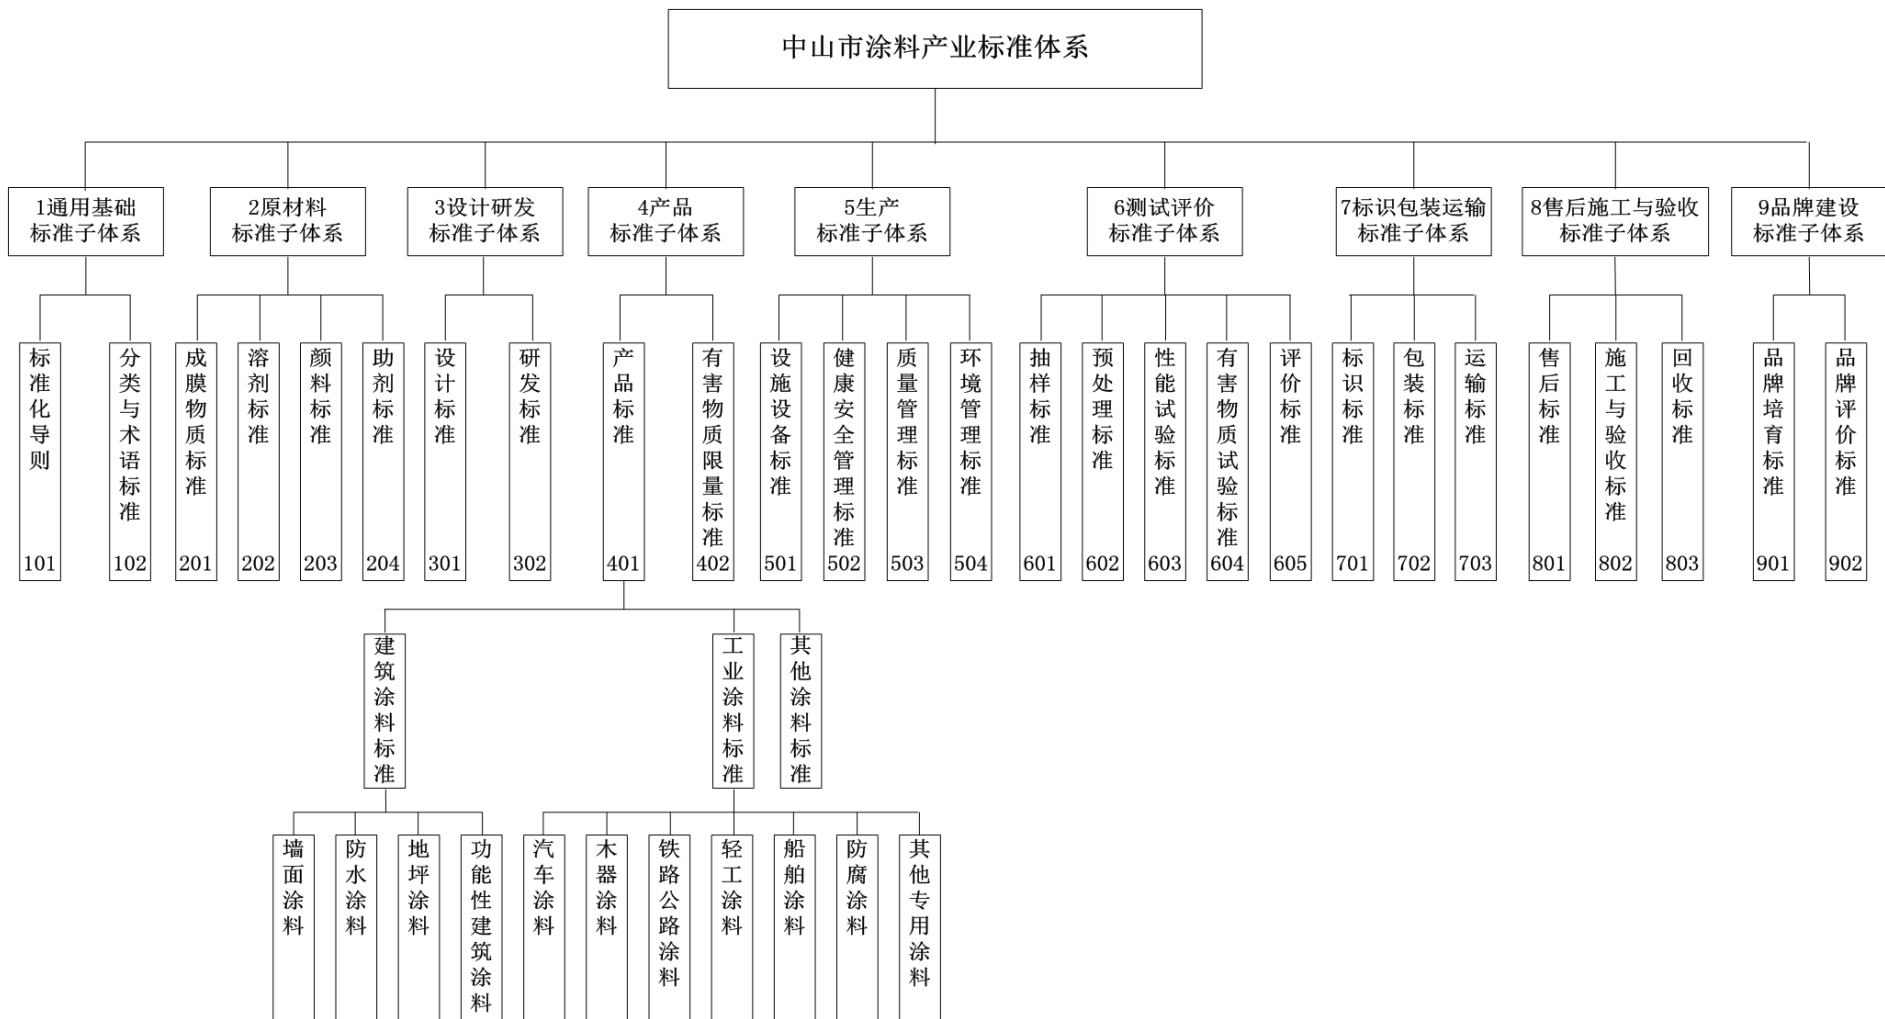 中山市涂料产业标准体系
1通用基础
标准子体系
2原材料
标准子体系
3设计研发
标准子体系
4产品
标准子体系
5生产
标准子体系
6测试评价
标准子体系
7标识包装运输
标准子体系
8售后施工与验收
标准子体系
9品牌建设
标准子体系
标准化导则
101
分类与术语标准
102
成膜物质标准
201
溶剂标准
202
颜料标准
203
助剂标准
204
设计标准
301
研发标准
302
产品标准
401
有害物质限量标准
402
设施设备标准
501
健康安全管理标准
502
质量管理标准
503
环境管理标准
504
抽样标准
601
预处理标准
602
性能试验标准
603
有害物质试验标准
604
评价标准
605
标识标准
701
包装标准
702
运输标准
703
售后标准
801
施工与验收标准
802
回收标准
803
品牌培育标准
901
品牌评价标准
902
建筑涂料标准
工业涂料标准
其他涂料标准
墙面涂料
防水涂料
地坪涂料
功能性建筑涂料
汽车涂料
木器涂料
铁路公路涂料
轻工涂料
船舶涂料
防腐涂料
其他专用涂料